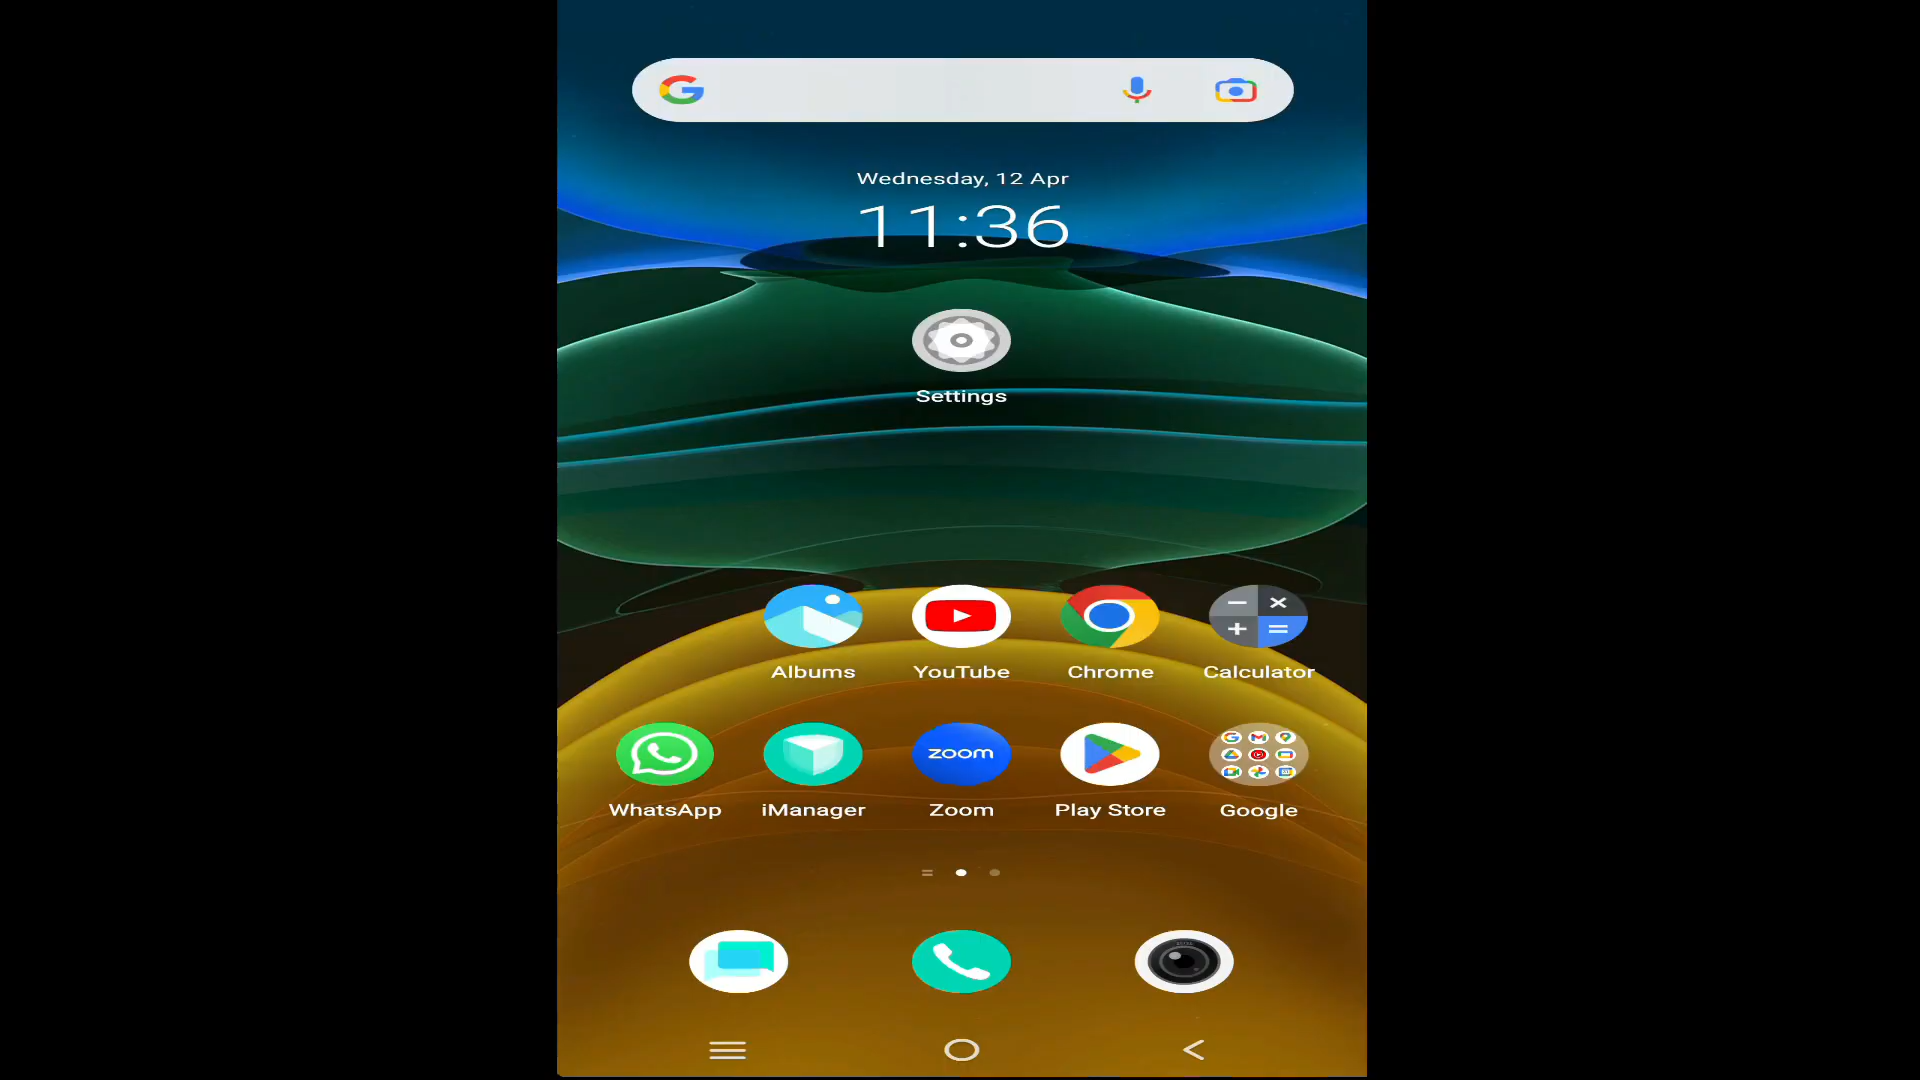 Wednesday, 12 Apr
11:36
Settings
Albums
YouTube
Chrome
Calculator
zoom
WhatsApp
iManager
Zoom
Play Store
Google